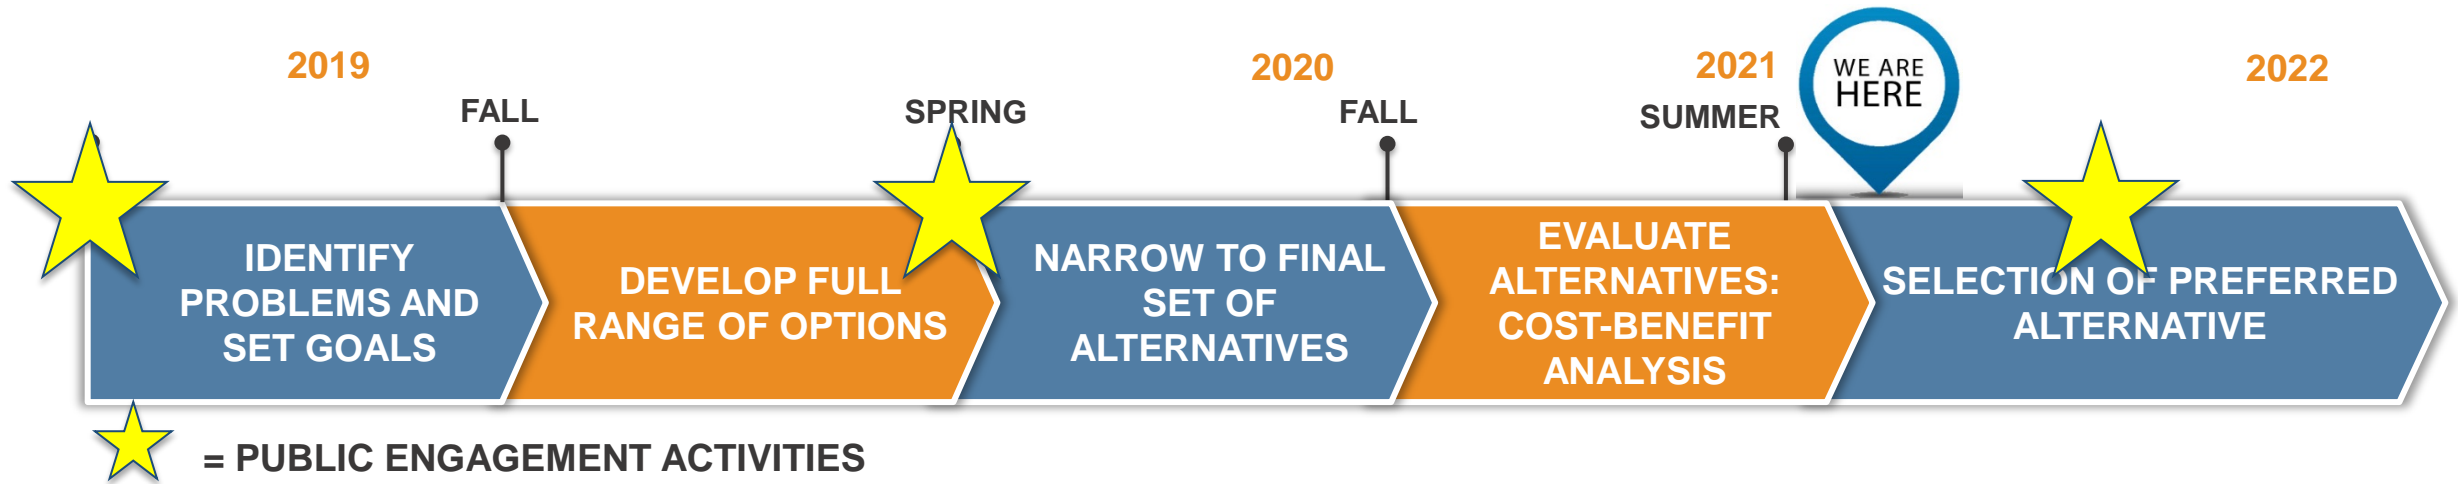 2019
2020
2021
2022
FALL
SPRING
FALL
SUMMER
WE ARE
HERE
IDENTIFY
PROBLEMS AND
SET GOALS
DEVELOP FULL
RANGE OF OPTIONS
NARROW TO FINAL
SET OF
ALTERNATIVES
EVALUATE
ALTERNATIVES:
COST-BENEFIT
ANALYSIS
SELECTION OF PREFERRED
ALTERNATIVE
= PUBLIC ENGAGEMENT ACTIVITIES